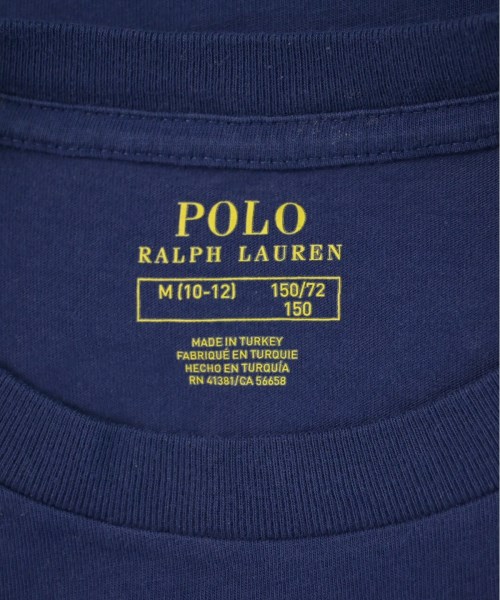 POLO
RALPH LAUREN
M (10-12) 150/72
150
MADE IN TURKEY
FABRIQUÉ EN TURQUIE
HECHO EN TURQUÍA
RN 41381/CA 56658